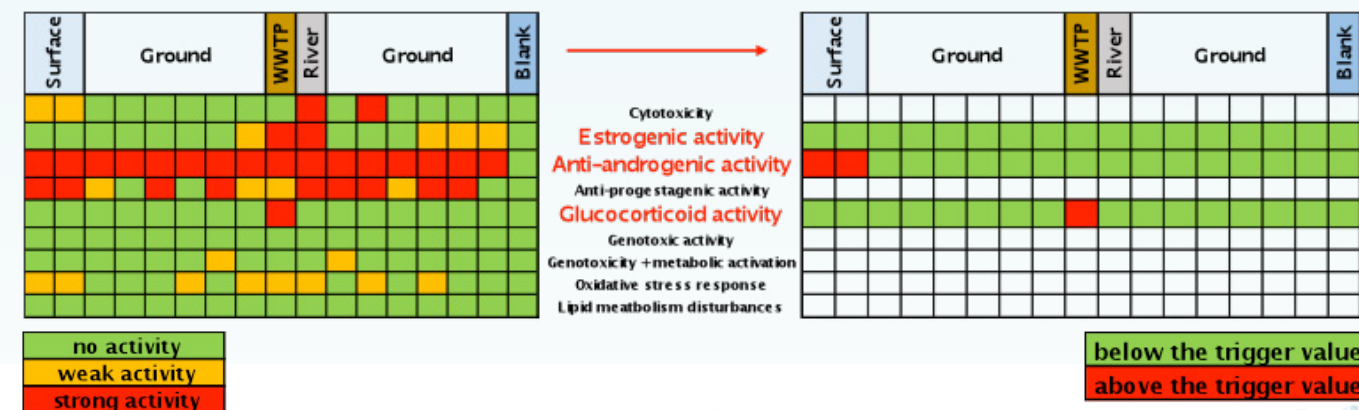 Surface
Ground
WWTP
River
Ground
Blank
Surface
Ground
WWTP
River
Ground
Blank
Cytotoxicity
Estrogenic activity
Anti-androgenic activity
Anti-progestagenic activity
Glucocorticoid activity
Genotoxic activity
Genotoxicity +metabolic activation
Oxidative stress response
Lipid meatbolism disturbances
no activity
weak activity
strong activity
below the trigger value
above the trigger value